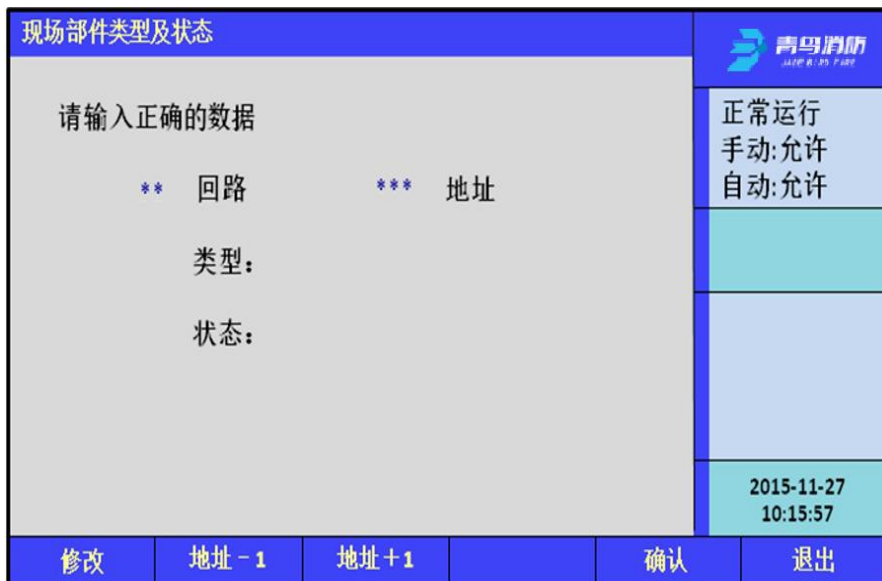 现场部件类型及状态
青鸟消防
JADE BIRD FIRE
请输入正确的数据
** 回路 *** 地址
类型：
状态：
正常运行
手动:允许
自动:允许
2015-11-27
10:15:57
修改 地址－1 地址＋1 确认 退出